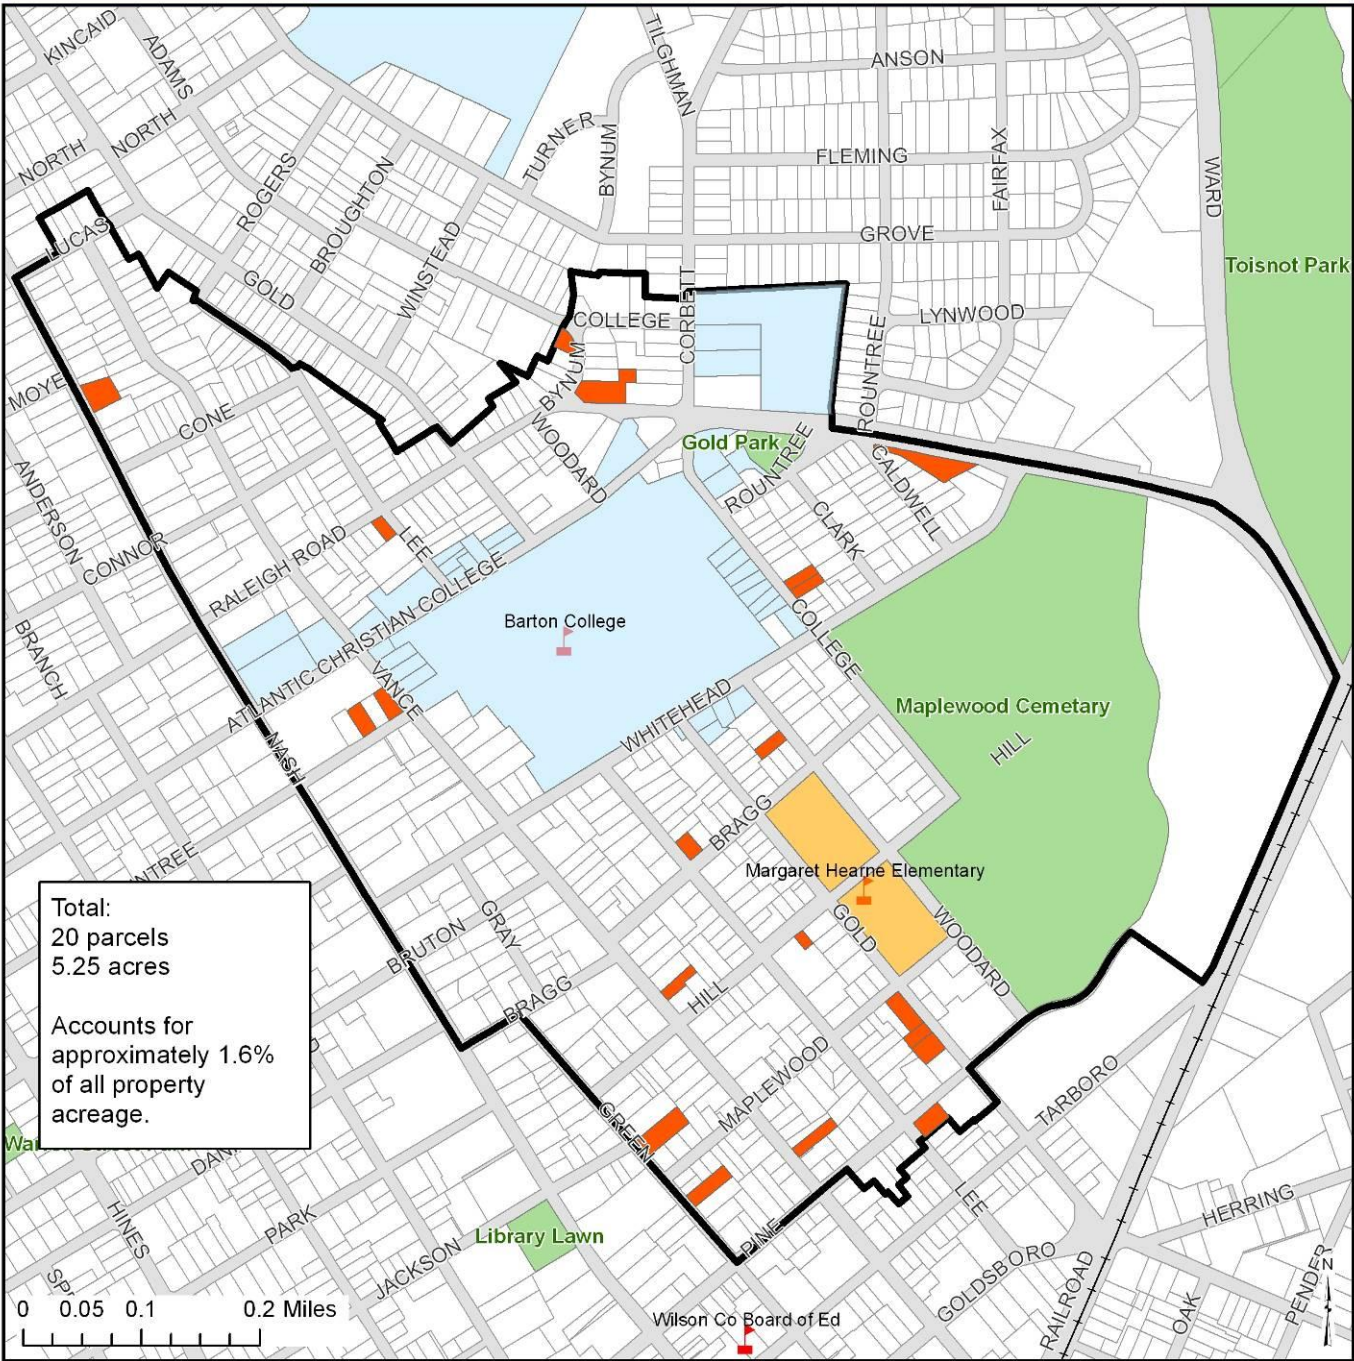 KINCAID
ADAMS
TILGHMAN
ANSON
NORTH
NORTH
TURNER
BYNUM
FLEMING
FAIRFAX
WARD
ROGERS
BROUGHTON
WINSTEAD
GROVE
LUCAS
GOLD
Toisnot Park
COLLEGE
CORBETT
LYNWOOD
ROUNTREE
MOYE
CONE
BYNUM
WOODARD
Gold Park
ROUNTREE
CALDWELL
CLARK
ANDERSON
CONNOR
RALEIGH ROAD
LEE
ATLANTIC CHRISTIAN COLLEGE
Barton College
COLLEGE
BRANCH
VANCE
NASH
WHITEHEAD
Maplewood Cemetary
HILL
BRAGG
Margaret Hearne Elementary
NTREE
GRAY
GOLD
WOODARD
BRUTON
BRAGG
HILL
Total:
20 parcels
5.25 acres
Accounts for
approximately 1.6%
of all property
acreage.
MAPLEWOOD
TARBORO
GREEN
DAN
HINES
PARK
JACKSON
Library Lawn
PINE
LEE
HERRING
GOLDSBORO
RAILROAD
OAK
PENDER
N
0 0.05 0.1 0.2 Miles
Wilson Co Board of Ed